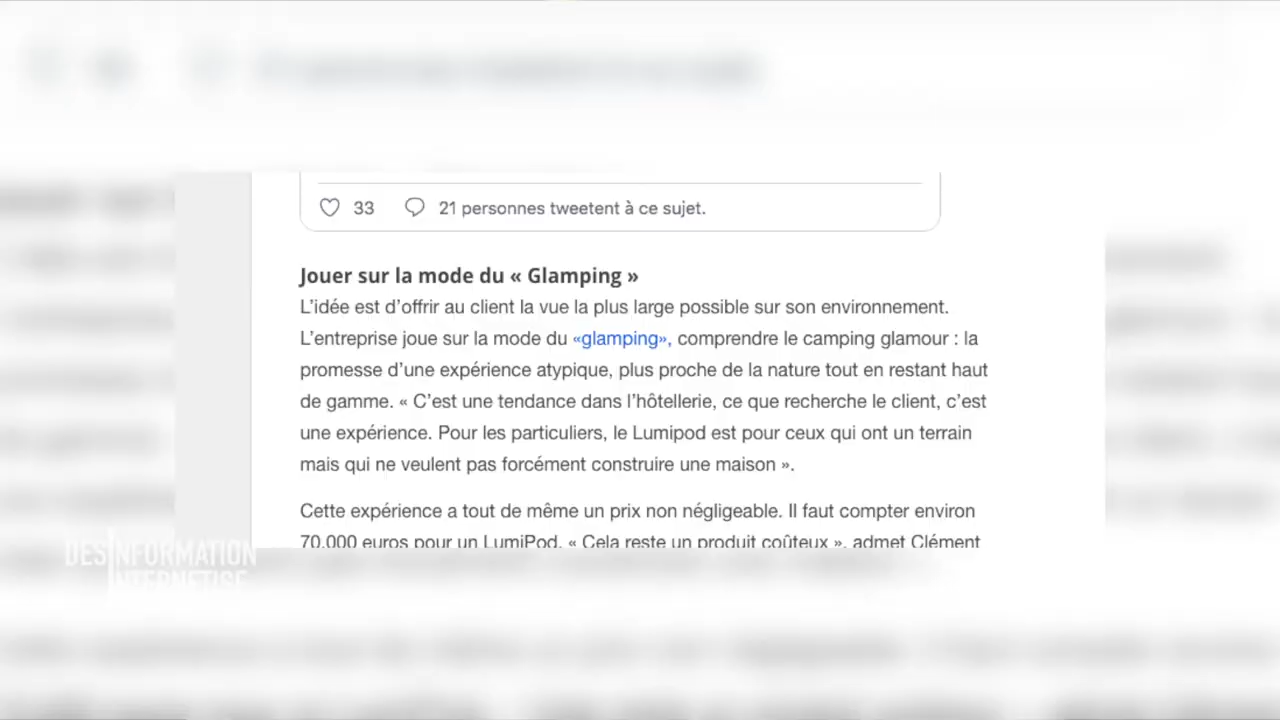 33 21 personnes tweetent à ce sujet.
Jouer sur la mode du « Glamping »
L’idée est d’offrir au client la vue la plus large possible sur son environnement.
L’entreprise joue sur la mode du «glamping», comprendre le camping glamour : la
promesse d’une expérience atypique, plus proche de la nature tout en restant haut
de gamme. « C’est une tendance dans l’hôtellerie, ce que recherche le client, c’est
une expérience. Pour les particuliers, le Lumipod est pour ceux qui ont un terrain
mais qui ne veulent pas forcément construire une maison ».
Cette expérience a tout de même un prix non négligeable. Il faut compter environ
70.000 euros pour un LumiPod. « Cela reste un produit coûteux », admet Clément
DESINFORMATION
INTERNETISE